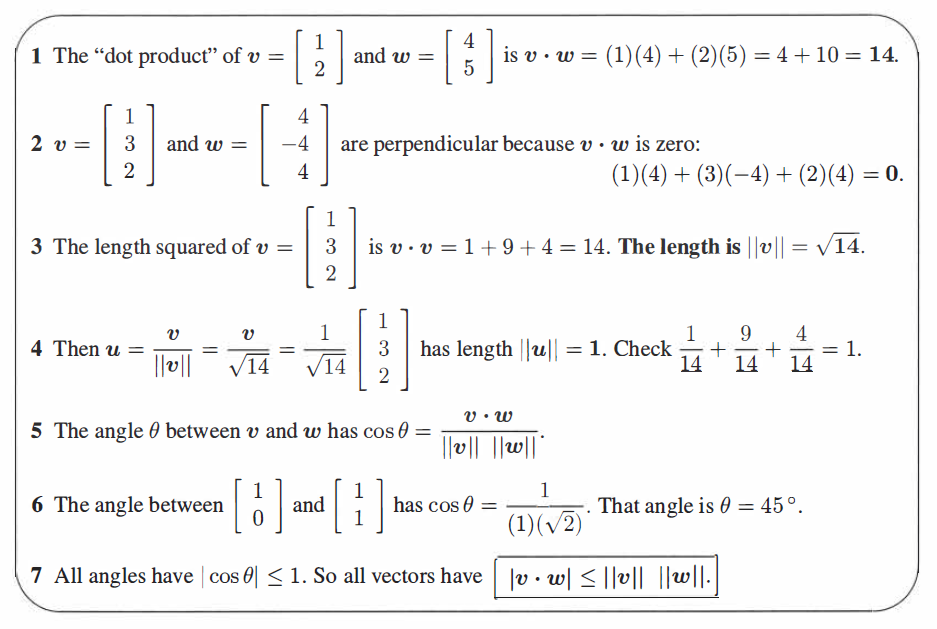 1 The “dot product” of v = [1 2] and w = [4 5] is v · w = (1)(4) + (2)(5) = 4 + 10 = 14.
2 v = [1 3 2] and w = [4 −4 4] are perpendicular because v · w is zero:
(1)(4) + (3)(−4) + (2)(4) = 0.
3 The length squared of v = [1 3 2] is v · v = 1 + 9 + 4 = 14. The length is ||v|| = √14.
4 Then u = v/||v|| = v/√14 = 1/√14 [1 3 2] has length ||u|| = 1. Check 1/14 + 9/14 + 4/14 = 1.
5 The angle θ between v and w has cos θ = v · w / ||v|| ||w||.
6 The angle between [1 0] and [1 1] has cos θ = 1/(1)(√2). That angle is θ = 45°.
7 All angles have |cos θ| ≤ 1. So all vectors have |v · w| ≤ ||v|| ||w||.